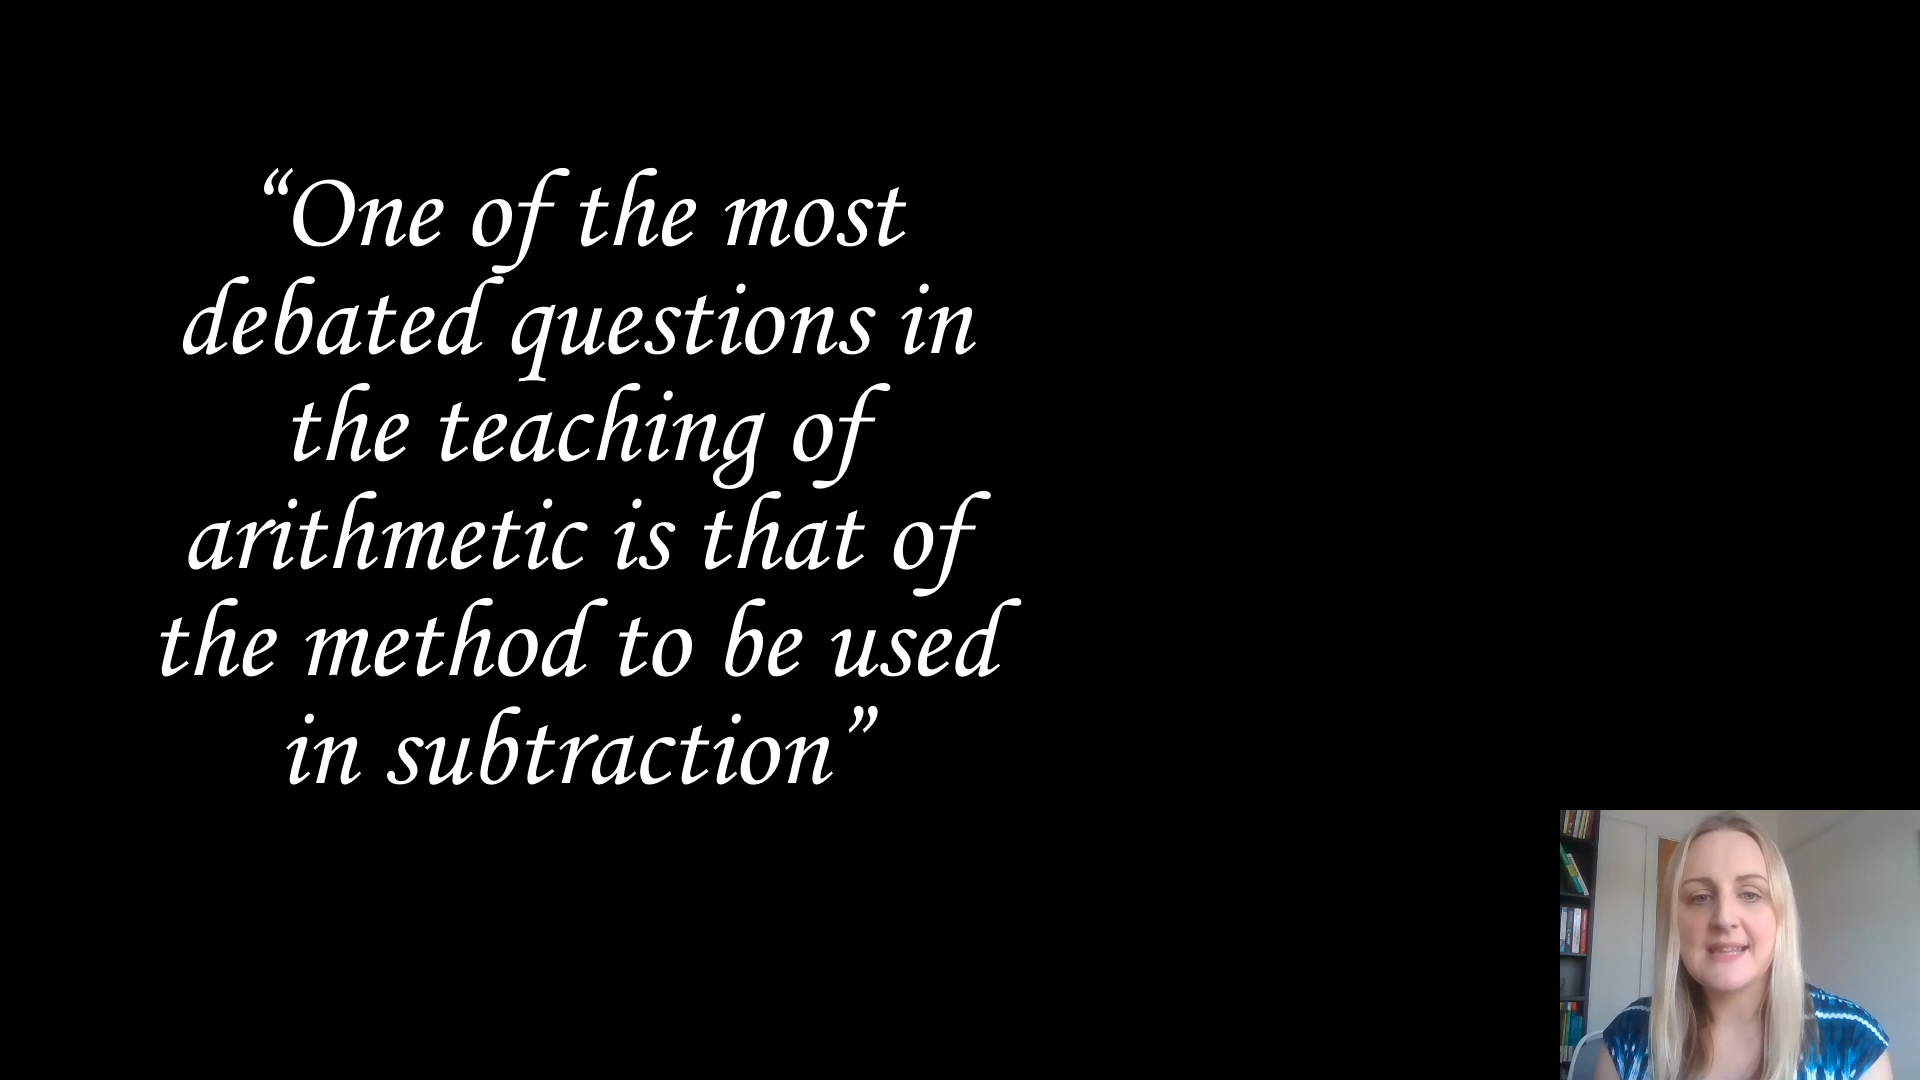 “One of the most
debated questions in
the teaching of
arithmetic is that of
the method to be used
in subtraction”